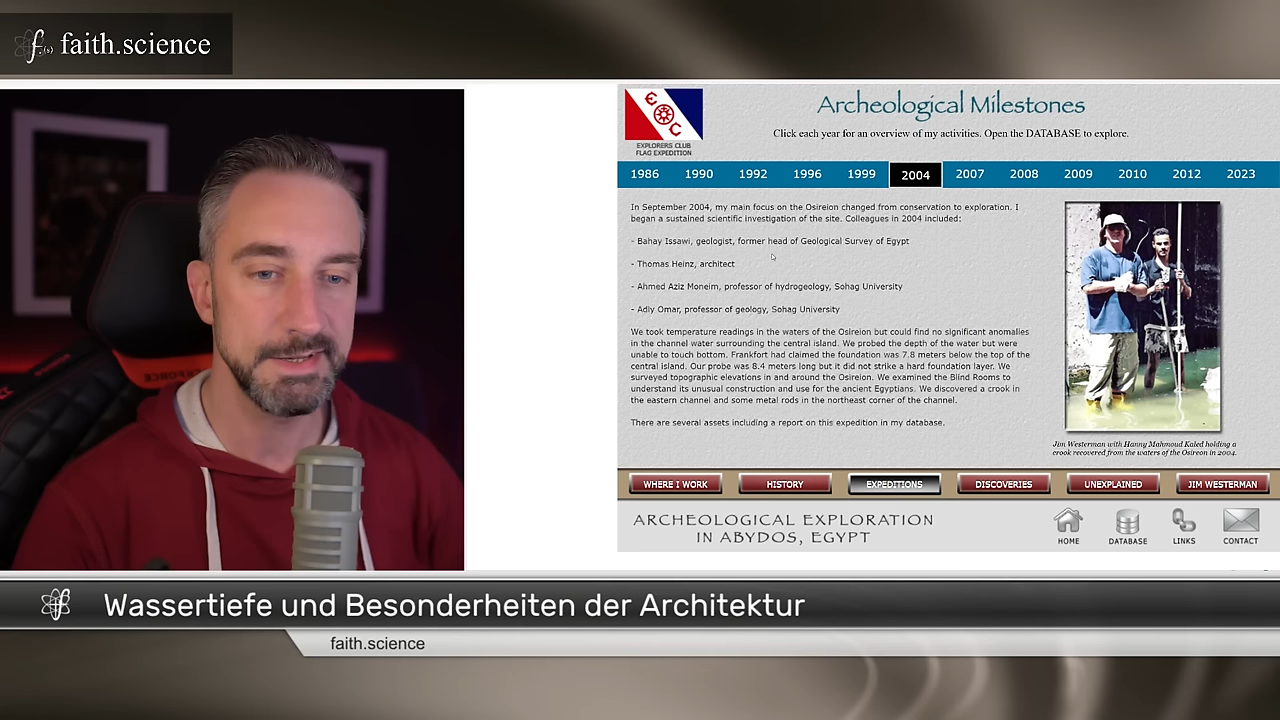 faith.science
EXPLORERS CLUB
FLAG EXPEDITION
Archeological Milestones
Click each year for an overview of my activities. Open the DATABASE to explore.
1986 1990 1992 1996 1999 2004 2007 2008 2009 2010 2012 2023
In September 2004, my main focus on the Osireion changed from conservation to exploration. I
began a sustained scientific investigation of the site. Colleagues in 2004 included:
- Bahay Issawi, geologist, former head of Geological Survey of Egypt
- Thomas Heinz, architect
- Ahmed Aziz Moneim, professor of hydrogeology, Sohag University
- Adly Omar, professor of geology, Sohag University
We took temperature readings in the waters of the Osireion but could find no significant anomalies
in the channel water surrounding the central island. We probed the depth of the water but were
unable to touch bottom. Frankfort had claimed the foundation was 7.8 meters below the top of the
central island. Our probe was 8.4 meters long but it did not strike a hard foundation layer. We
surveyed topographic elevations in and around the Osireion. We examined the Blind Rooms to
understand its unusual construction and use for the ancient Egyptians. We discovered a crook in
the eastern channel and some metal rods in the northeast corner of the channel.
There are several assets including a report on this expedition in my database.
Jim Westerman with Hanny Mahmoud Kaled holding a
crook recovered from the waters of the Osireon in 2004.
WHERE I WORK HISTORY EXPEDITIONS DISCOVERIES UNEXPLAINED JIM WESTERMAN
ARCHEOLOGICAL EXPLORATION
IN ABYDOS, EGYPT
HOME DATABASE LINKS CONTACT
Wassertiefe und Besonderheiten der Architektur
faith.science